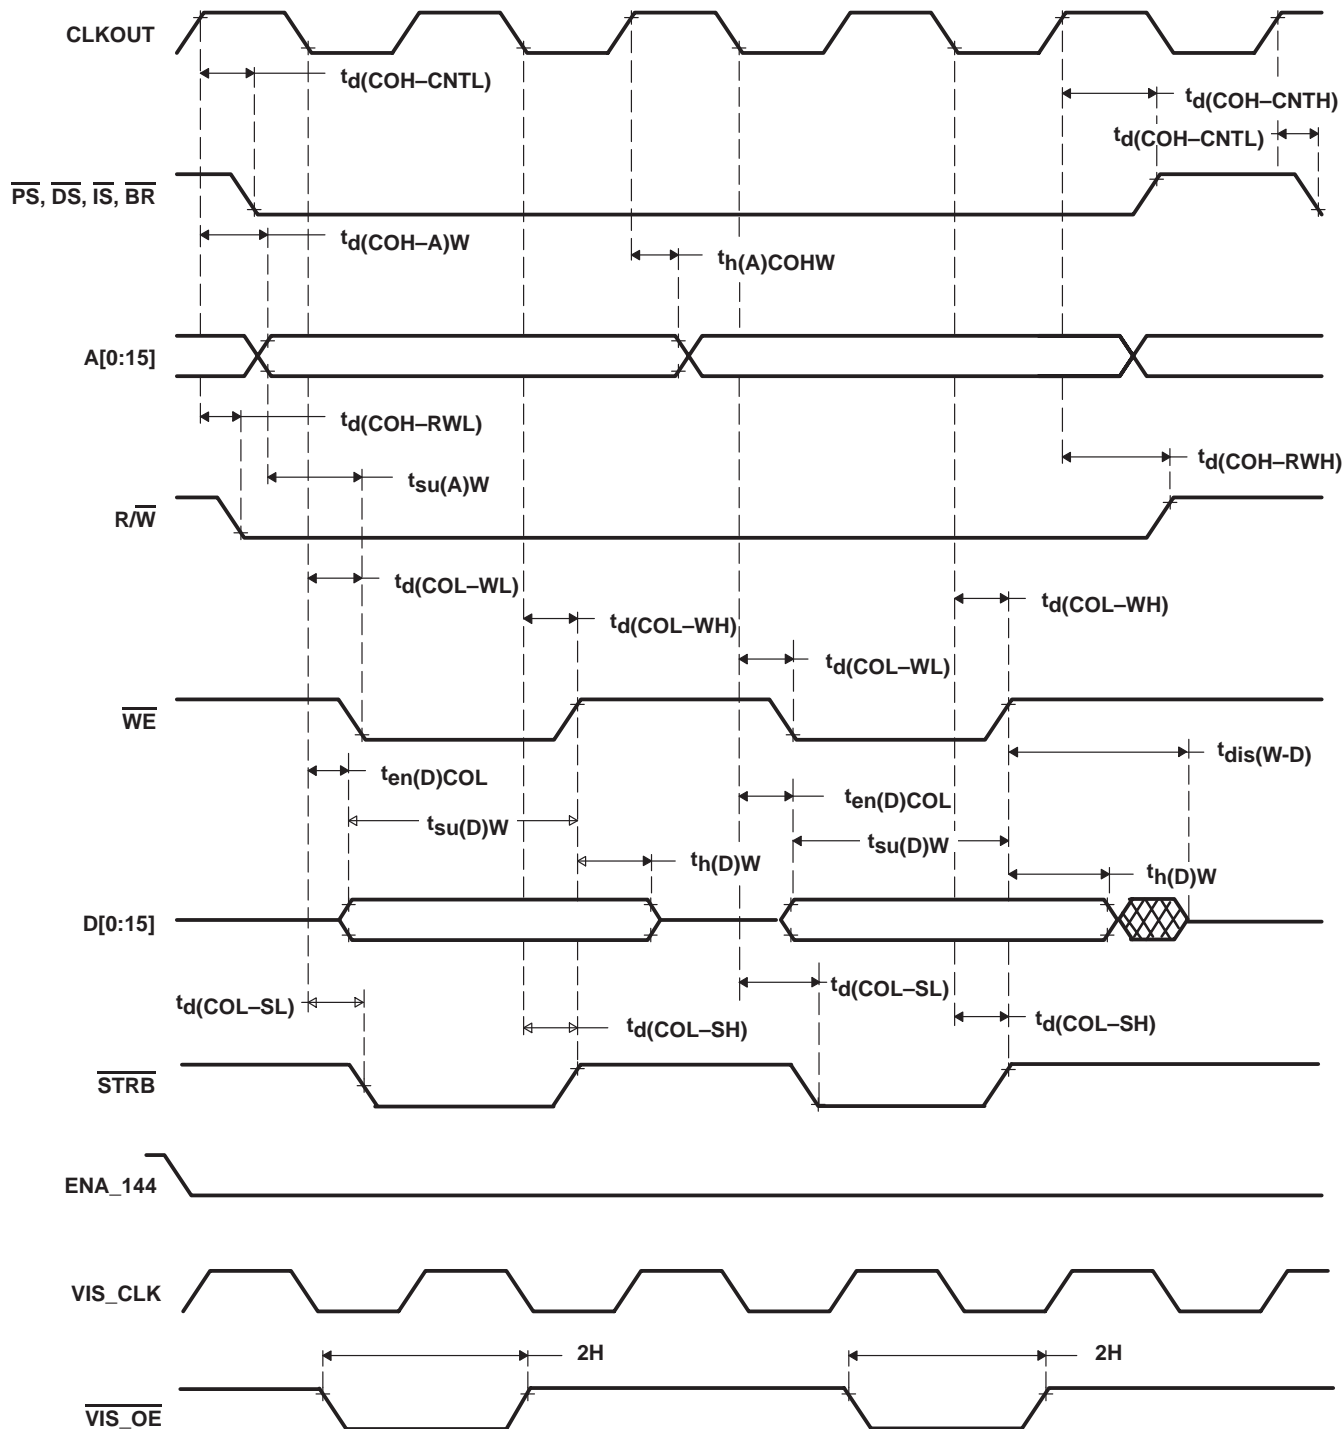 CLKOUT
td(COH–CNTL)
td(COH–CNTH)
td(COH–CNTL)
PS, DS, IS, BR
td(COH–A)W
th(A)COHW
A[0:15]
td(COH–RWL)
td(COH–RWH)
tsu(A)W
R/W
td(COL–WL)
td(COL–WH)
td(COL–WH)
td(COL–WL)
WE
tdis(W-D)
ten(D)COL
ten(D)COL
tsu(D)W
tsu(D)W
th(D)W
th(D)W
D[0:15]
td(COL–SL)
td(COL–SL)
td(COL–SH)
td(COL–SH)
STRB
ENA_144
VIS_CLK
2H
2H
VIS_OE